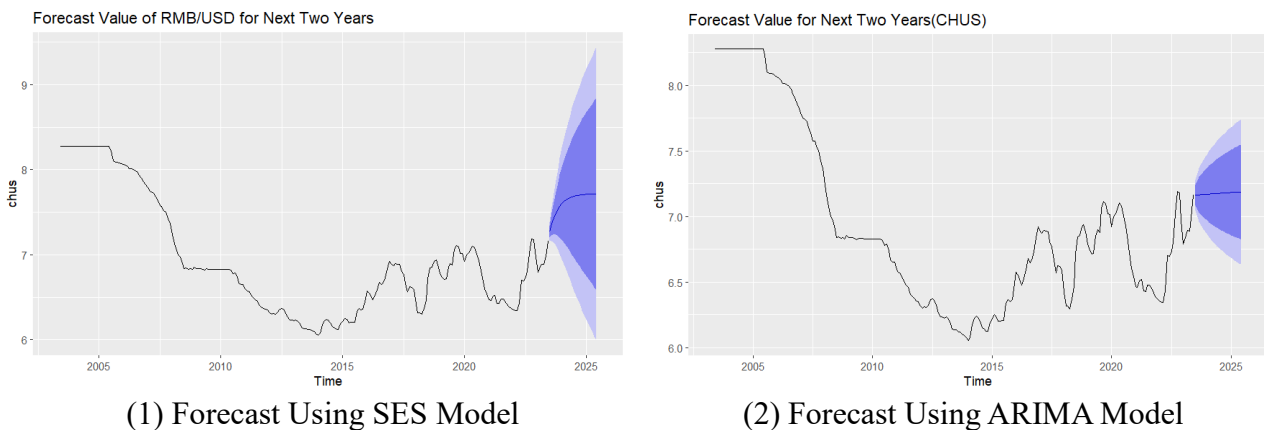 Forecast Value of RMB/USD for Next Two Years
9
8
7
6
chus
2005
2010
2015
2020
2025
Time
(1) Forecast Using SES Model
Forecast Value for Next Two Years(CHUS)
8.0
7.5
7.0
6.5
6.0
chus
2005
2010
2015
2020
2025
Time
(2) Forecast Using ARIMA Model